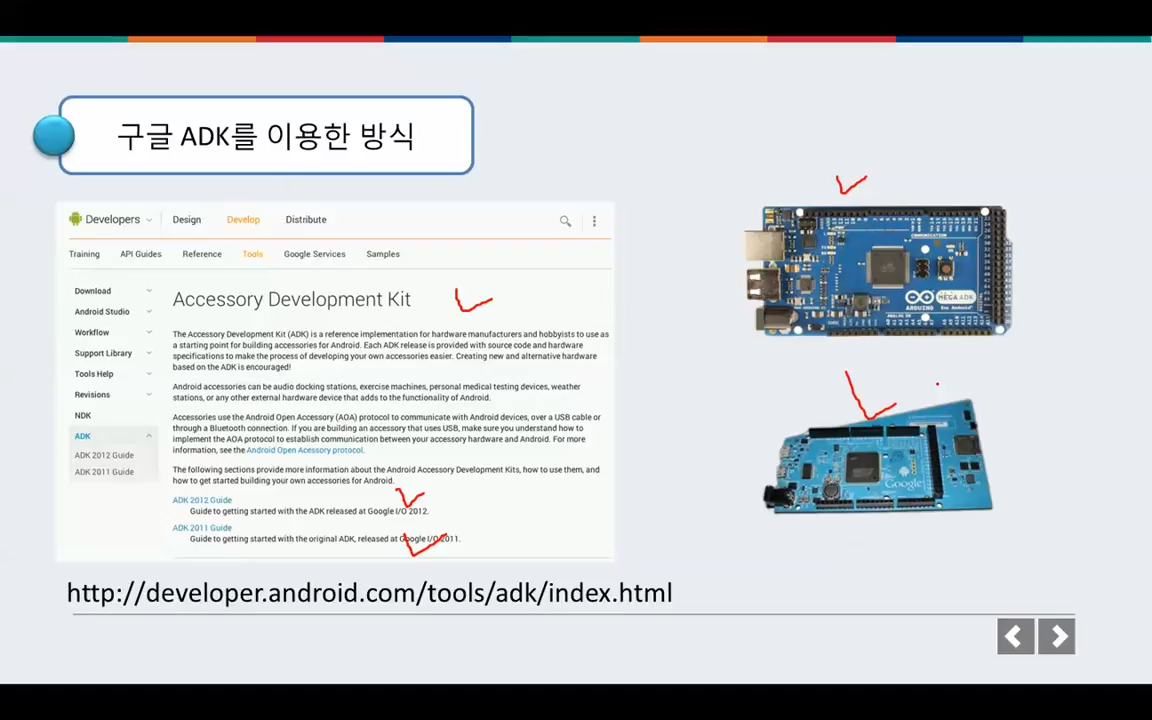 구글 ADK를 이용한 방식
Developers
Design
Develop
Distribute
Training
API Guides
Reference
Tools
Google Services
Samples
Download
Android Studio
Workflow
Support Library
Tools Help
Revisions
NDK
ADK
ADK 2012 Guide
ADK 2011 Guide
Accessory Development Kit
The Accessory Development Kit (ADK) is a reference implementation for hardware manufacturers and hobbyists to use as
a starting point for building accessories for Android. Each ADK release is provided with source code and hardware
specifications to make the process of developing your own accessories easier. Creating new and alternative hardware
based on the ADK is encouraged!
Android accessories can be audio docking stations, exercise machines, personal medical testing devices, weather
stations, or any other external hardware device that adds to the functionality of Android.
Accessories use the Android Open Accessory (AOA) protocol to communicate with Android devices, over a USB cable or
through a Bluetooth connection. If you are building an accessory that uses USB, make sure you understand how to
implement the AOA protocol to establish communication between your accessory hardware and Android. For more
information, see the Android Open Acessory protocol.
The following sections provide more information about the Android Accessory Development Kits, how to use them, and
how to get started building your own accessories for Android.
ADK 2012 Guide
Guide to getting started with the ADK released at Google I/O 2012.
ADK 2011 Guide
Guide to getting started with the original ADK, released at Google I/O 2011.
COMMUNICATION
MEGA ADK
ARDUINO
ANALOG IN
Google
http://developer.android.com/tools/adk/index.html